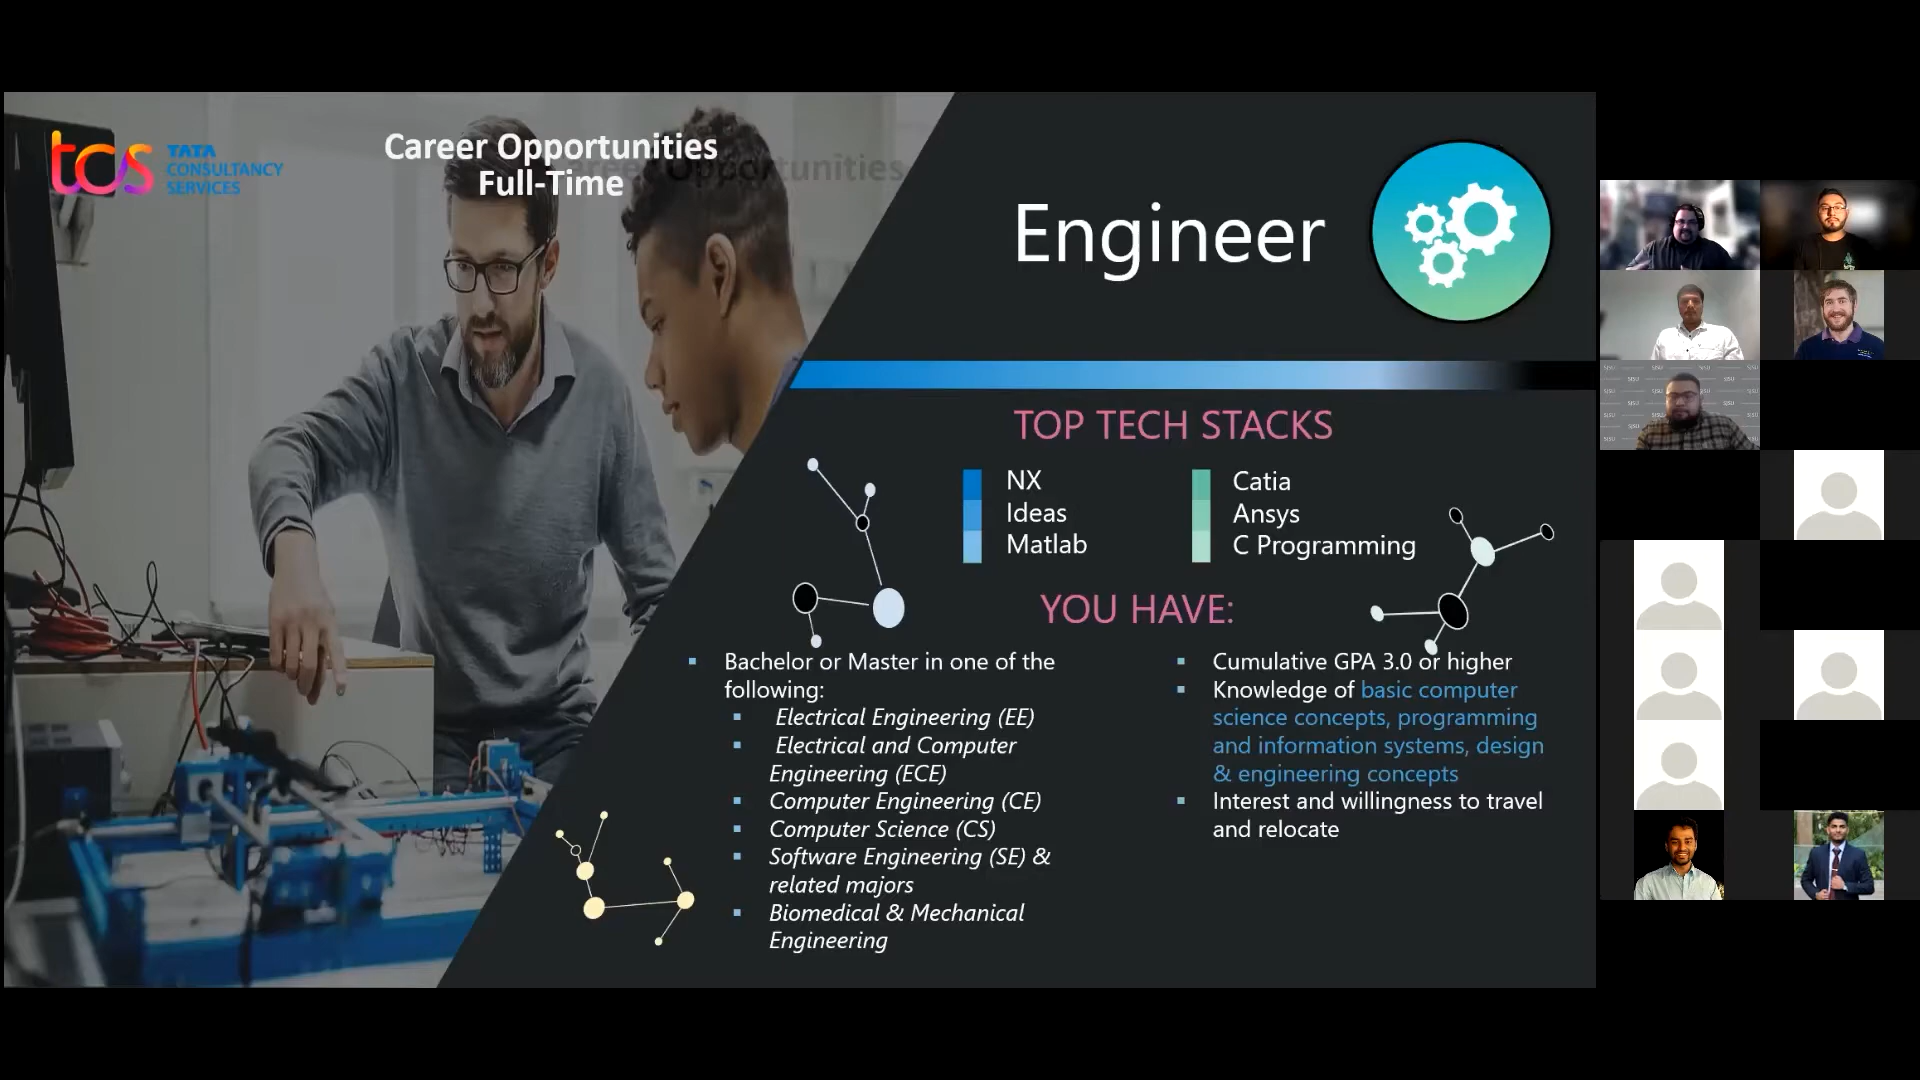 tcs TATA
CONSULTANCY
SERVICES
Career Opportunities
Full-Time
Engineer
TOP TECH STACKS
NX
Ideas
Matlab
Catia
Ansys
C Programming
YOU HAVE:
Bachelor or Master in one of the
following:
Electrical Engineering (EE)
Electrical and Computer
Engineering (ECE)
Computer Engineering (CE)
Computer Science (CS)
Software Engineering (SE) &
related majors
Biomedical & Mechanical
Engineering
Cumulative GPA 3.0 or higher
Knowledge of basic computer
science concepts, programming
and information systems, design
& engineering concepts
Interest and willingness to travel
and relocate